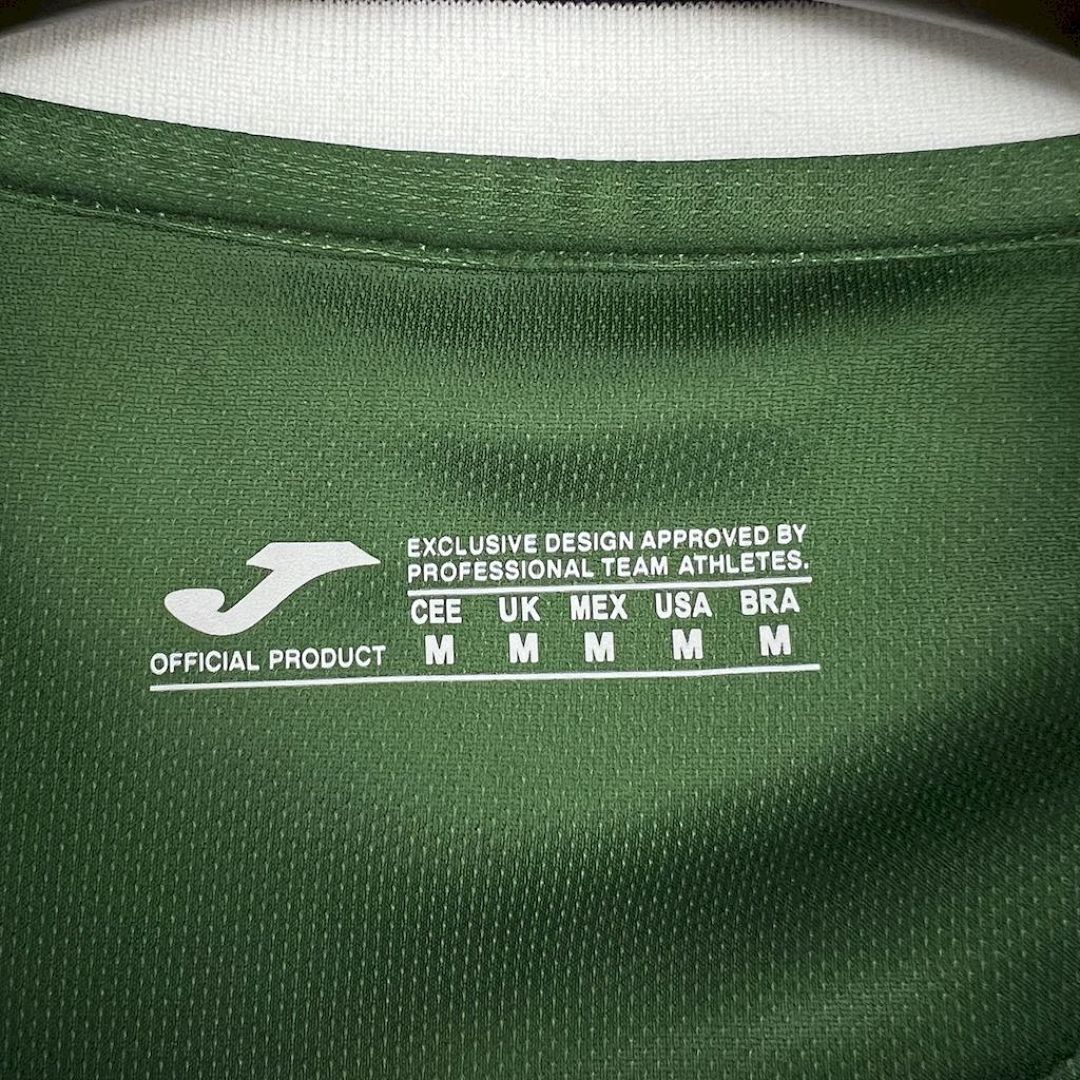 EXCLUSIVE DESIGN APPROVED BY
PROFESSIONAL TEAM ATHLETES.
CEE UK MEX USA BRA
M M M M M
OFFICIAL PRODUCT